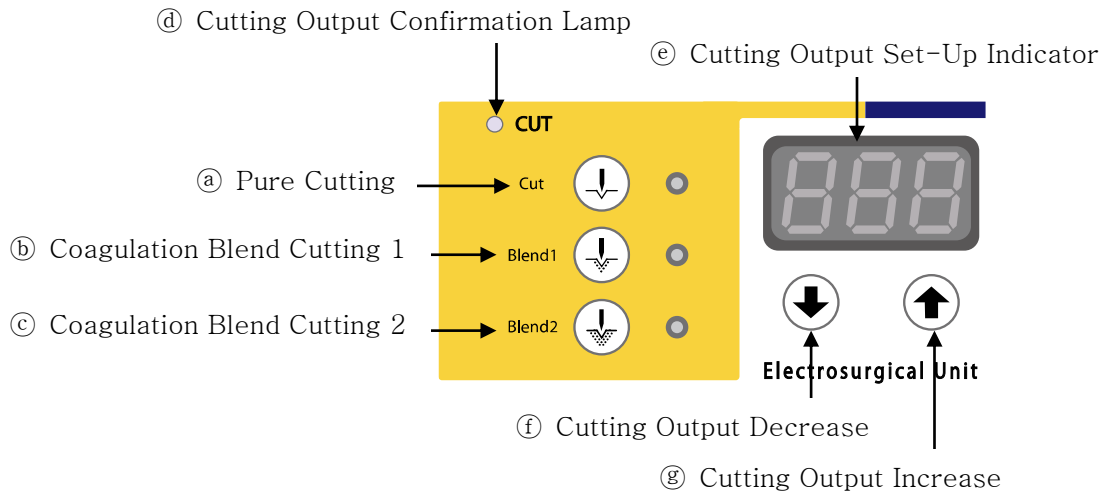 ⓓ Cutting Output Confirmation Lamp
ⓔ Cutting Output Set-Up Indicator
CUT
888
ⓐ Pure Cutting
Cut
ⓑ Coagulation Blend Cutting 1
Blend1
ⓒ Coagulation Blend Cutting 2
Blend2
Electrosurgical Unit
ⓕ Cutting Output Decrease
ⓖ Cutting Output Increase